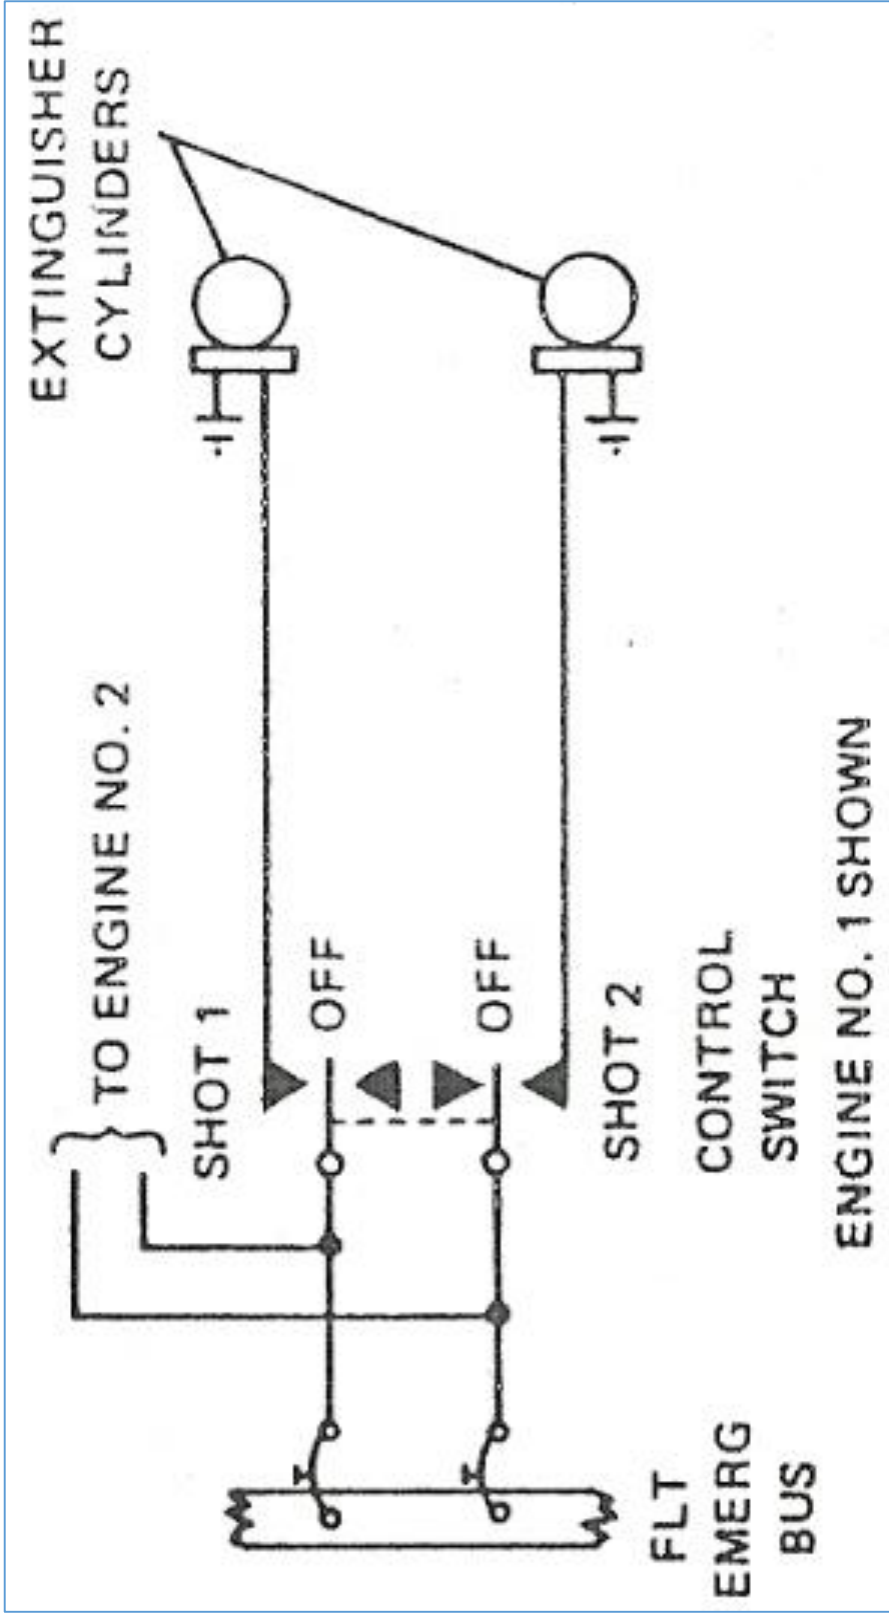 EXTINGUISHER
CYLINDERS
TO ENGINE NO. 2
SHOT 1
OFF
OFF
SHOT 2
CONTROL
SWITCH
ENGINE NO. 1 SHOWN
FLT
EMERG
BUS